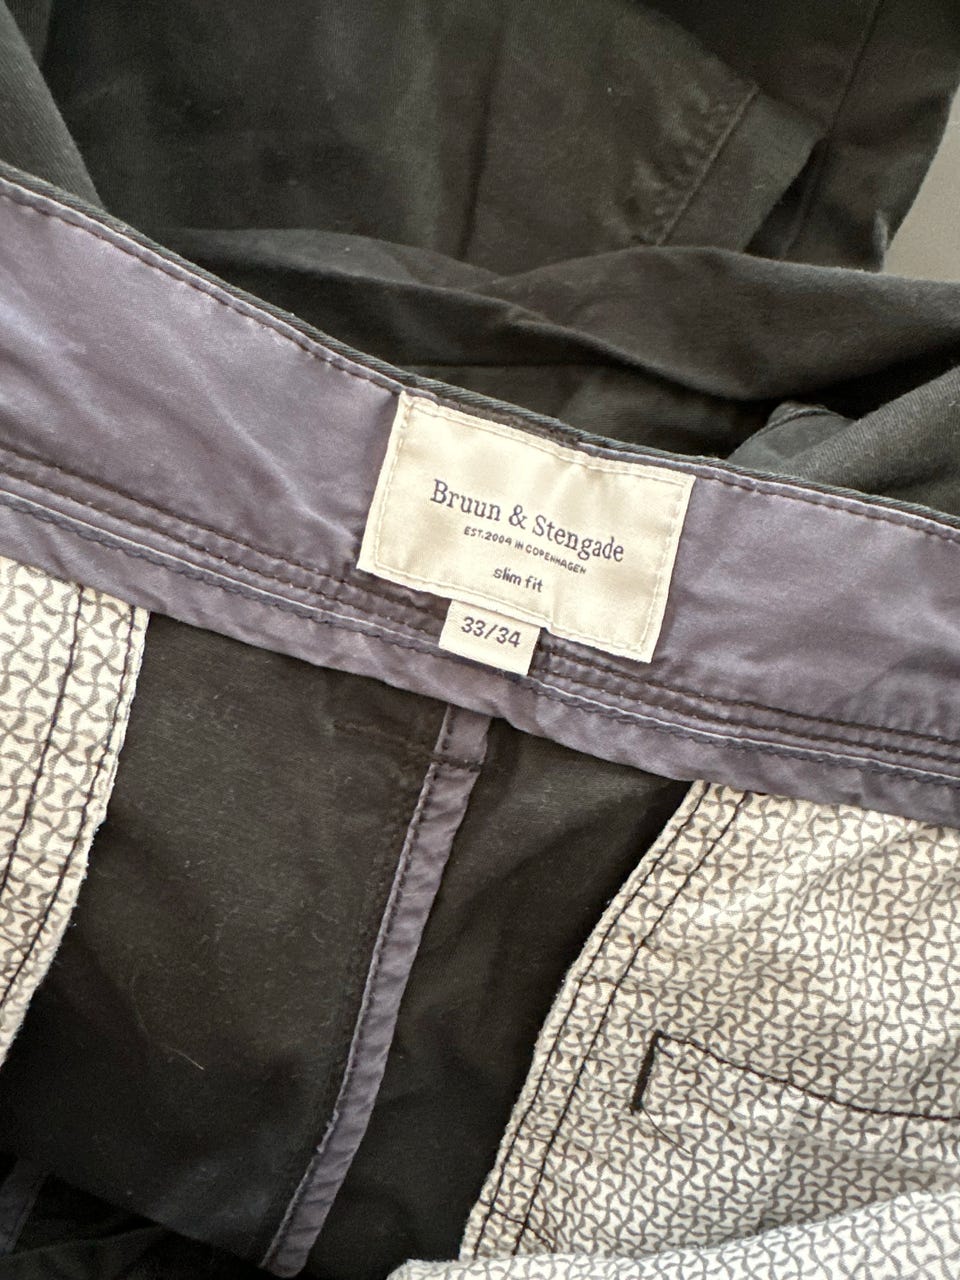 Bruun & Stengade
EST.2004 IN COPENHAGEN
slim fit
33/34